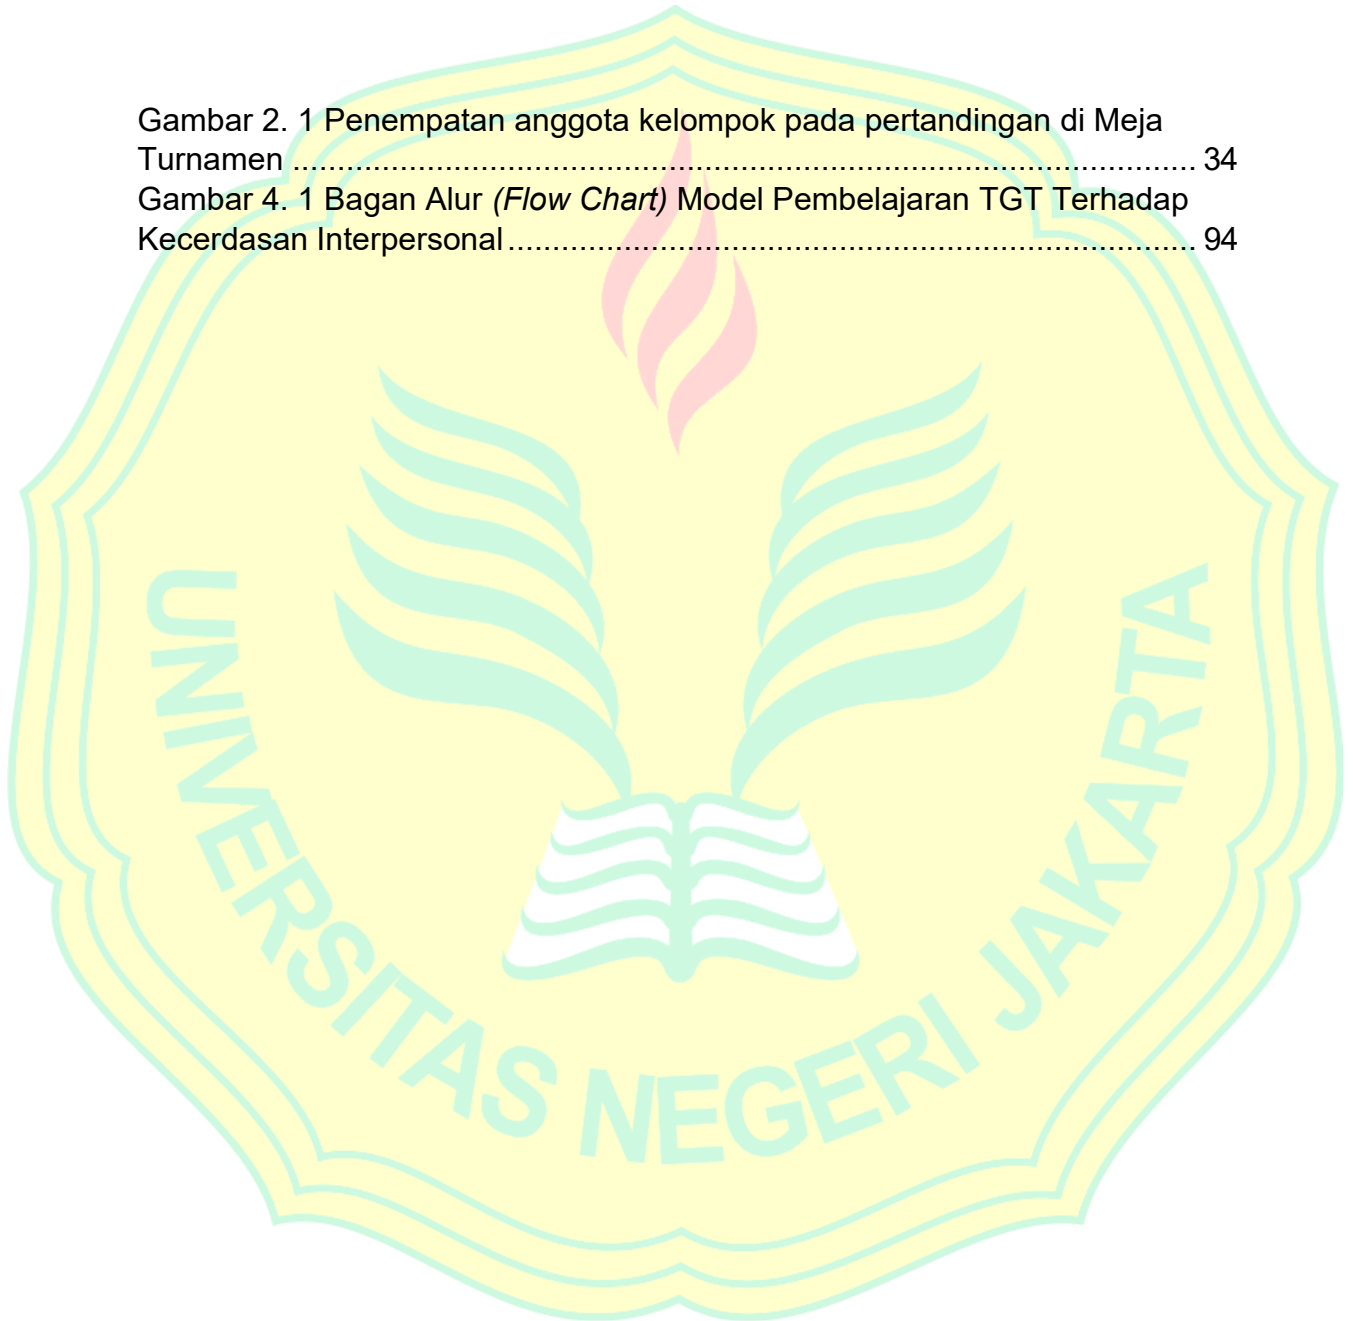 Gambar 2. 1 Penempatan anggota kelompok pada pertandingan di Meja
Turnamen ..................................................................................................... 34
Gambar 4. 1 Bagan Alur (Flow Chart) Model Pembelajaran TGT Terhadap
Kecerdasan Interpersonal ............................................................................. 94
UNIVERSITAS NEGERI JAKARTA